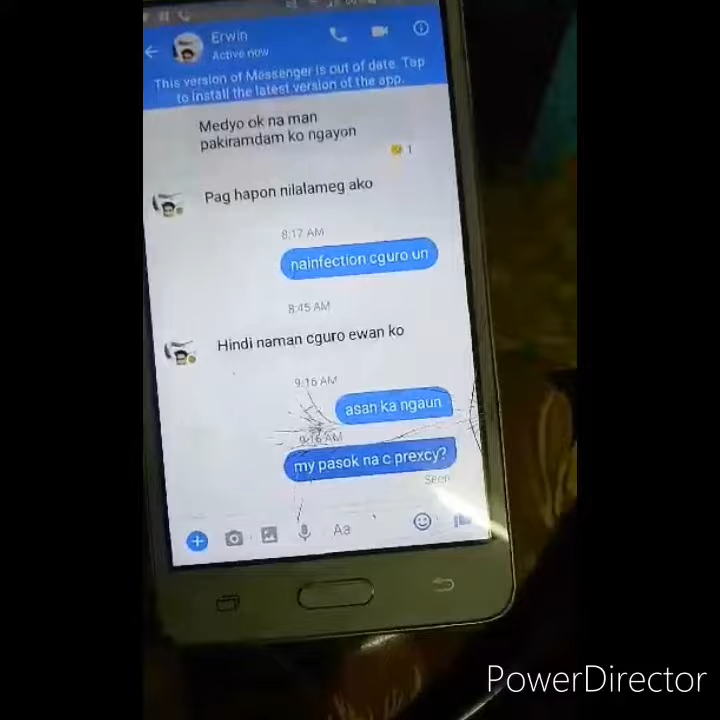 Erwin
Active now
This version of Messenger is out of date. Tap
to install the latest version of the app.
Medyo ok na man
pakiramdam ko ngayon
1
Pag hapon nilalameg ako
8:17 AM
nainfection cguro un
8:45 AM
Hindi naman cguro ewan ko
9:16 AM
asan ka ngaun
9:16 AM
my pasok na c prexcy?
Seen
Aa
PowerDirector